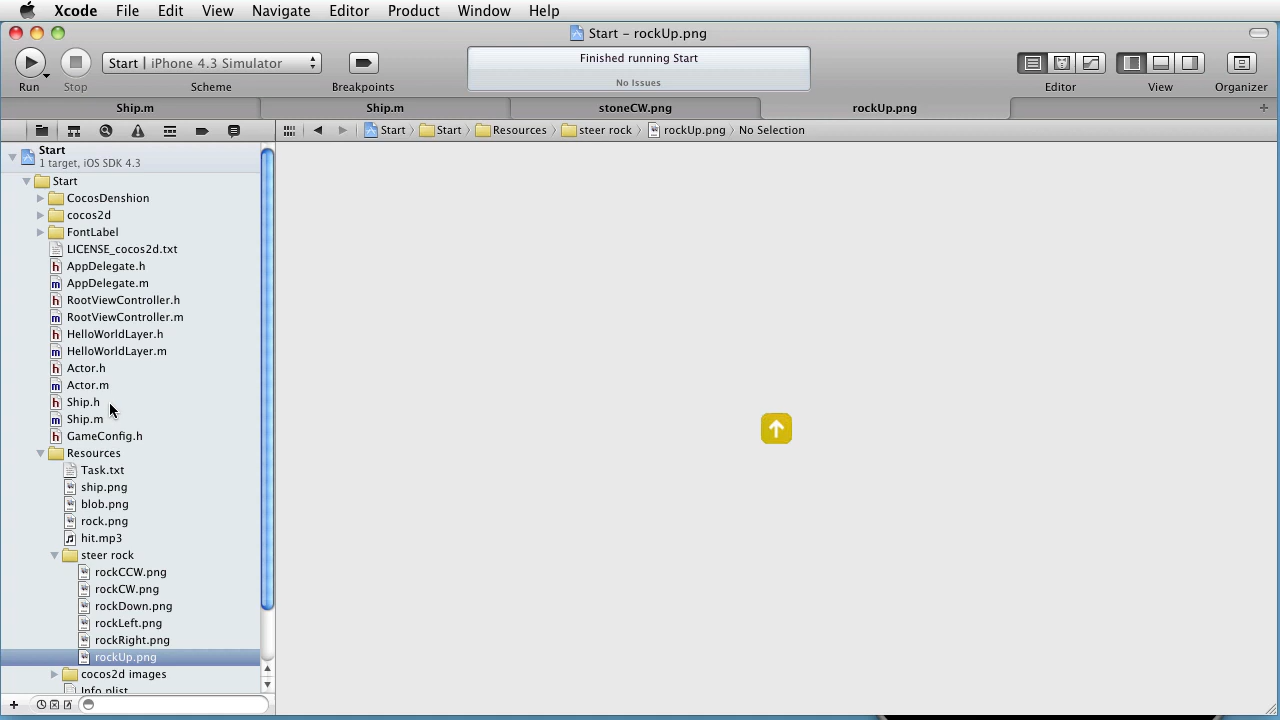 Xcode File Edit View Navigate Editor Product Window Help
Start – rockUp.png
Start | iPhone 4.3 Simulator
Finished running Start
No Issues
Run Stop Scheme Breakpoints Editor View Organizer
Ship.m Ship.m stoneCW.png rockUp.png
Start Start Resources steer rock rockUp.png No Selection
Start
1 target, iOS SDK 4.3
Start
CocosDenshion
cocos2d
FontLabel
LICENSE_cocos2d.txt
h AppDelegate.h
m AppDelegate.m
h RootViewController.h
m RootViewController.m
h HelloWorldLayer.h
m HelloWorldLayer.m
h Actor.h
m Actor.m
h Ship.h
m Ship.m
h GameConfig.h
Resources
Task.txt
ship.png
blob.png
rock.png
hit.mp3
steer rock
rockCCW.png
rockCW.png
rockDown.png
rockLeft.png
rockRight.png
rockUp.png
cocos2d images
Info.plist